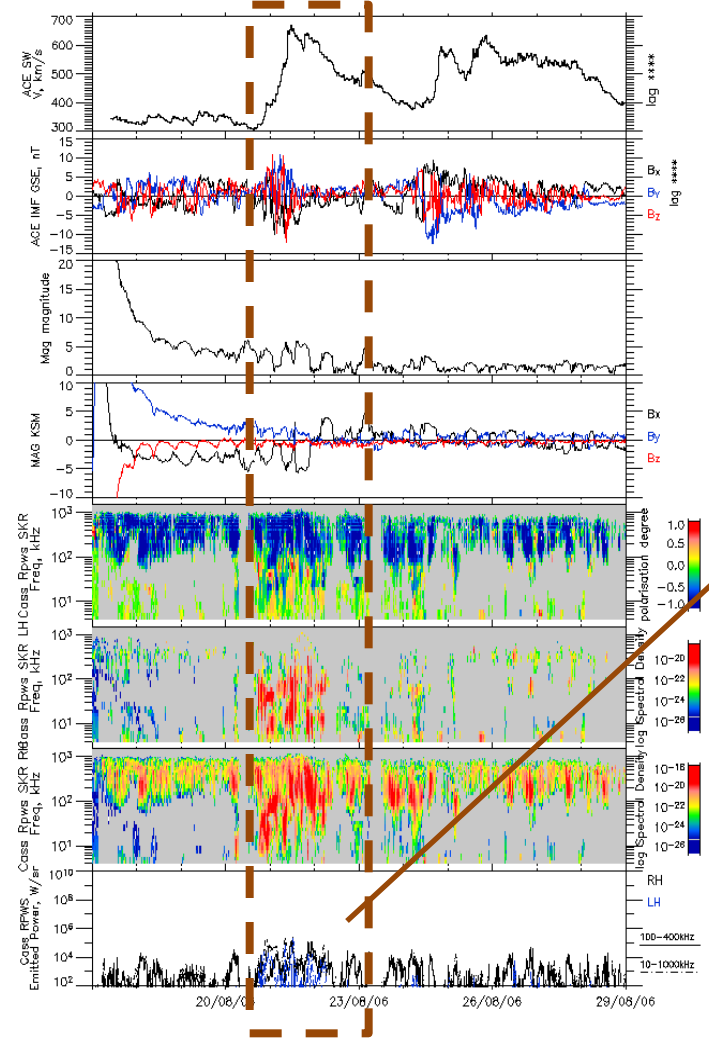 700
600
500
400
300
ACE SW
V, km/s
lag ****
15
10
5
0
-5
-10
-15
ACE IMF GSE, nT
Bx
By
Bz
lag ****
20
15
10
5
0
Mag magnitude
10
5
0
-5
-10
MAG KSM
Bx
By
Bz
10³
10²
10¹
Cass Rpws SKR
Freq, kHz
1.0
0.5
0.0
-0.5
-1.0
polarisation degree
LH Cass Rpws SKR
Freq, kHz
10³
10²
10¹
10⁻²⁰
10⁻²²
10⁻²⁴
10⁻²⁶
log Spectral Density
Cass Rpws SKR
Freq, kHz
10³
10²
10¹
10⁻¹⁸
10⁻²⁰
10⁻²²
10⁻²⁴
10⁻²⁶
log Spectral Density
Cass RPWS
Emitted Power, W/sr
10¹⁰
10⁸
10⁶
10⁴
10²
RH
LH
100-400kHz
10-1000kHz
23/08/06
26/08/06
29/08/06